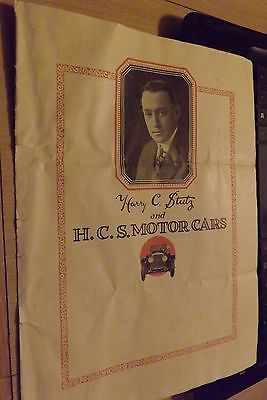 Harry C Stutz
and
H.C.S. MOTOR CARS